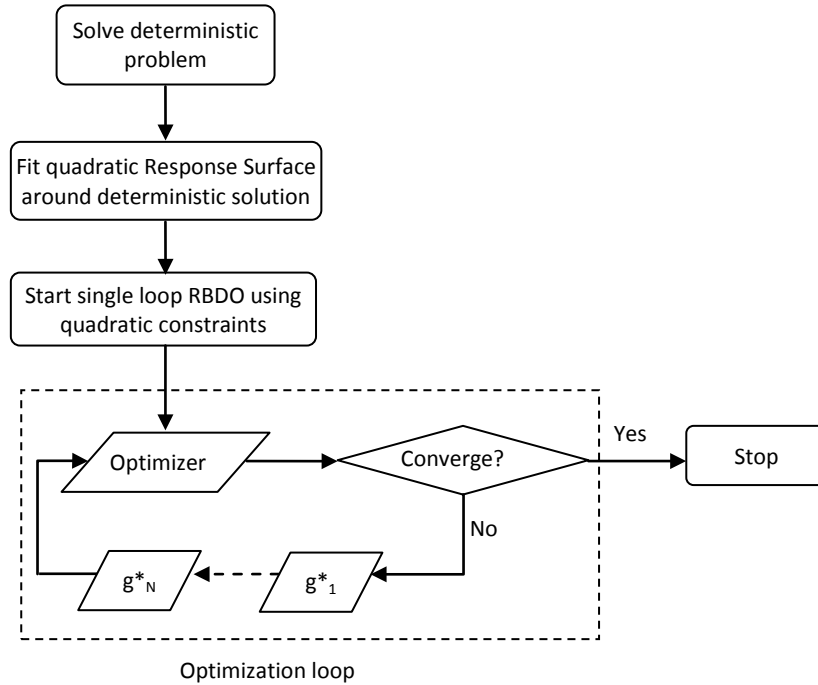 Solve deterministic
problem
Fit quadratic Response Surface
around deterministic solution
Start single loop RBDO using
quadratic constraints
Optimizer
Converge?
Yes
Stop
No
g*N
g*1
Optimization loop